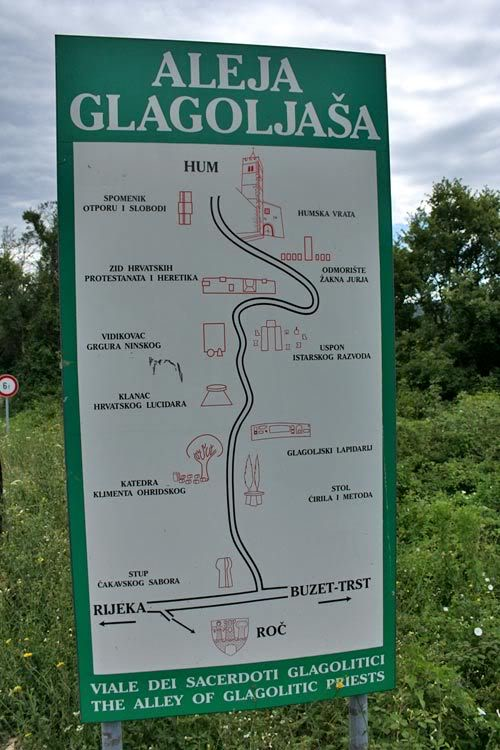 ALEJA
GLAGOLJAŠA
HUM
SPOMENIK
OTPORU I SLOBODI
HUMSKA VRATA
ZID HRVATSKIH
PROTESTANATA I HERETIKA
ODMORIŠTE
ŽAKNA JURJA
VIDIKOVAC
GRGURA NINSKOG
USPON
ISTARSKOG RAZVODA
KLANAC
HRVATSKOG LUCIDARA
GLAGOLJSKI LAPIDARIJ
KATEDRA
KLIMENTA OHRIDSKOG
STOL
ĆIRILA I METODA
STUP
ČAKAVSKOG SABORA
RIJEKA
BUZET-TRST
ROČ
VIALE DEI SACERDOTI GLAGOLITICI
THE ALLEY OF GLAGOLITIC PRIESTS
6t